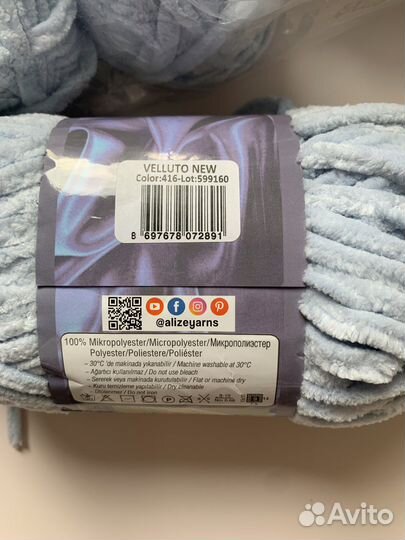 VELLUTO NEW
Color:416-Lot:599160
8 697678 072891
@alizeyarns
100% Mikropolyester/Micropolyester/Микрополиэстер
Polyester/Poliestere/Poliéster
– 30°C 'de makinada yıkanabilir / Machine washable at 30°C
– Ağartıcı kullanılmaz / Do not use bleach
– Sererek veya makinada kurutulabilir / Flat or machine dry
– Kuru temizleme yapılabilir / Dry cleanable
– Ütülenmez / Do not Iron
Avito